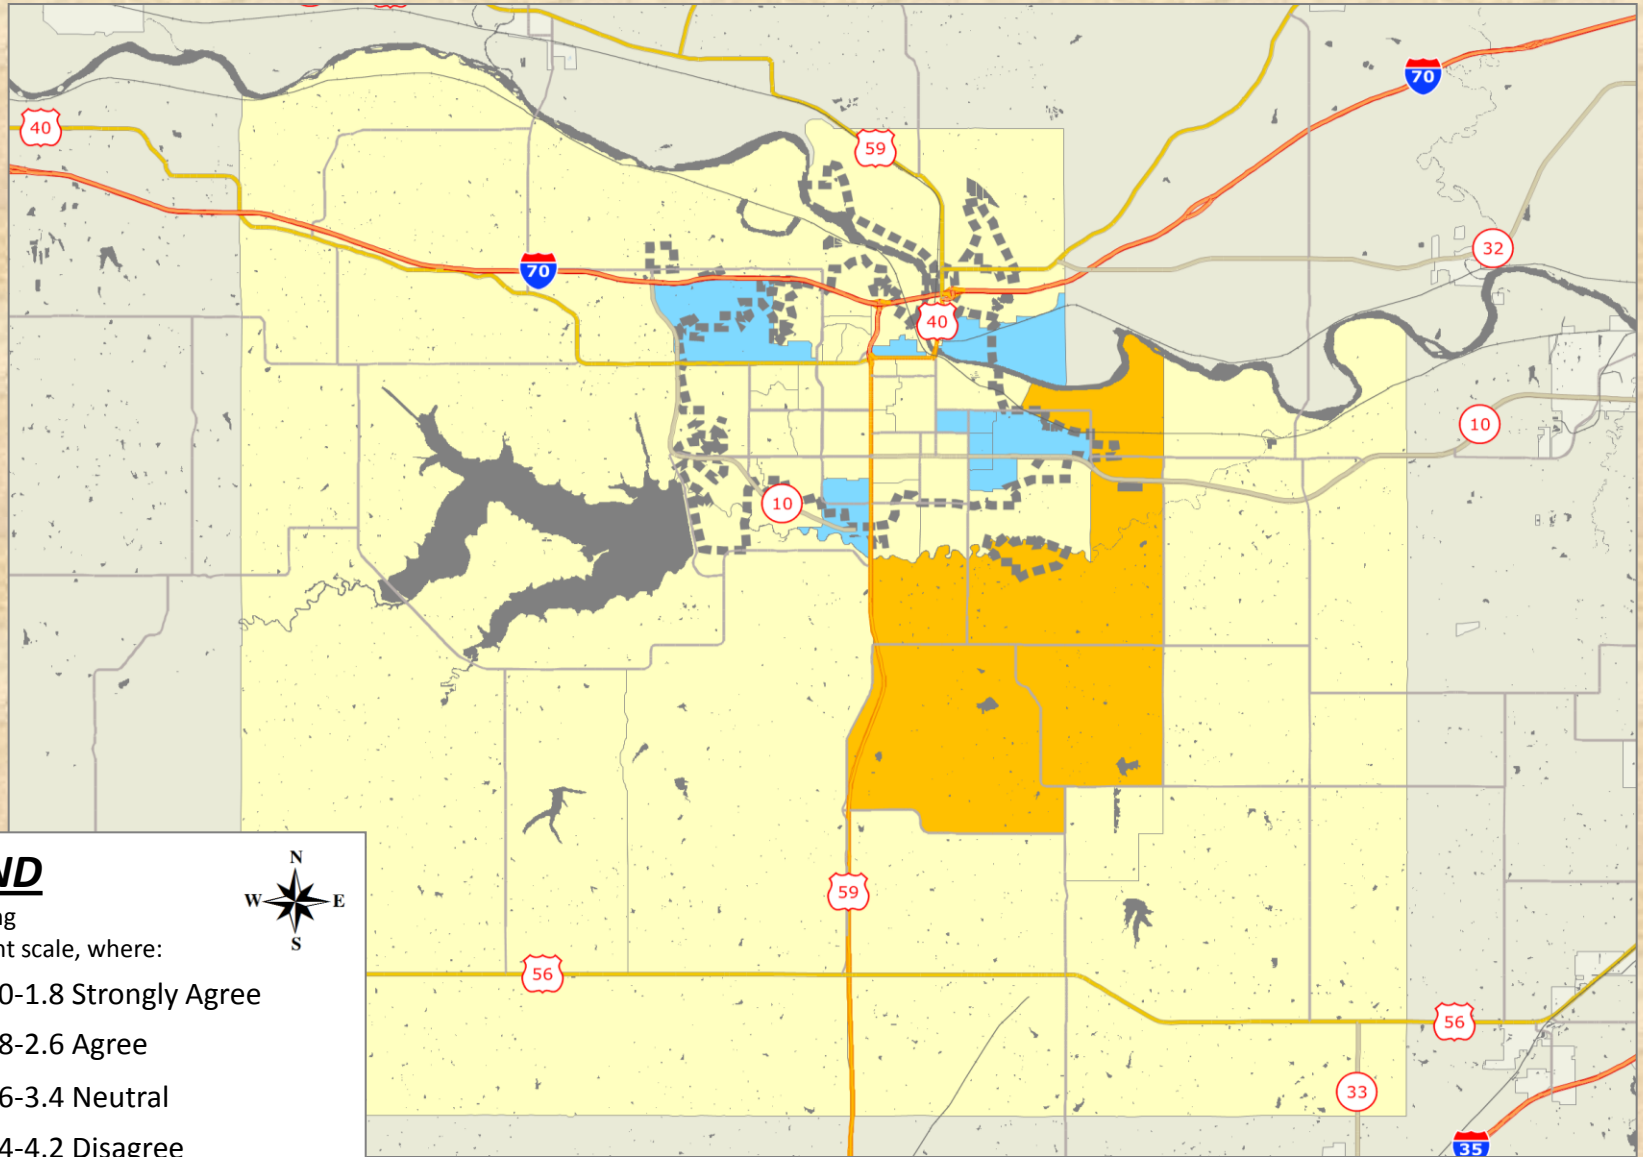 70
40
59
32
70
40
10
10
ND
N
W E
S
ng
nt scale, where:
59
0-1.8 Strongly Agree
56
8-2.6 Agree
56
6-3.4 Neutral
33
4-4.2 Disagree
35